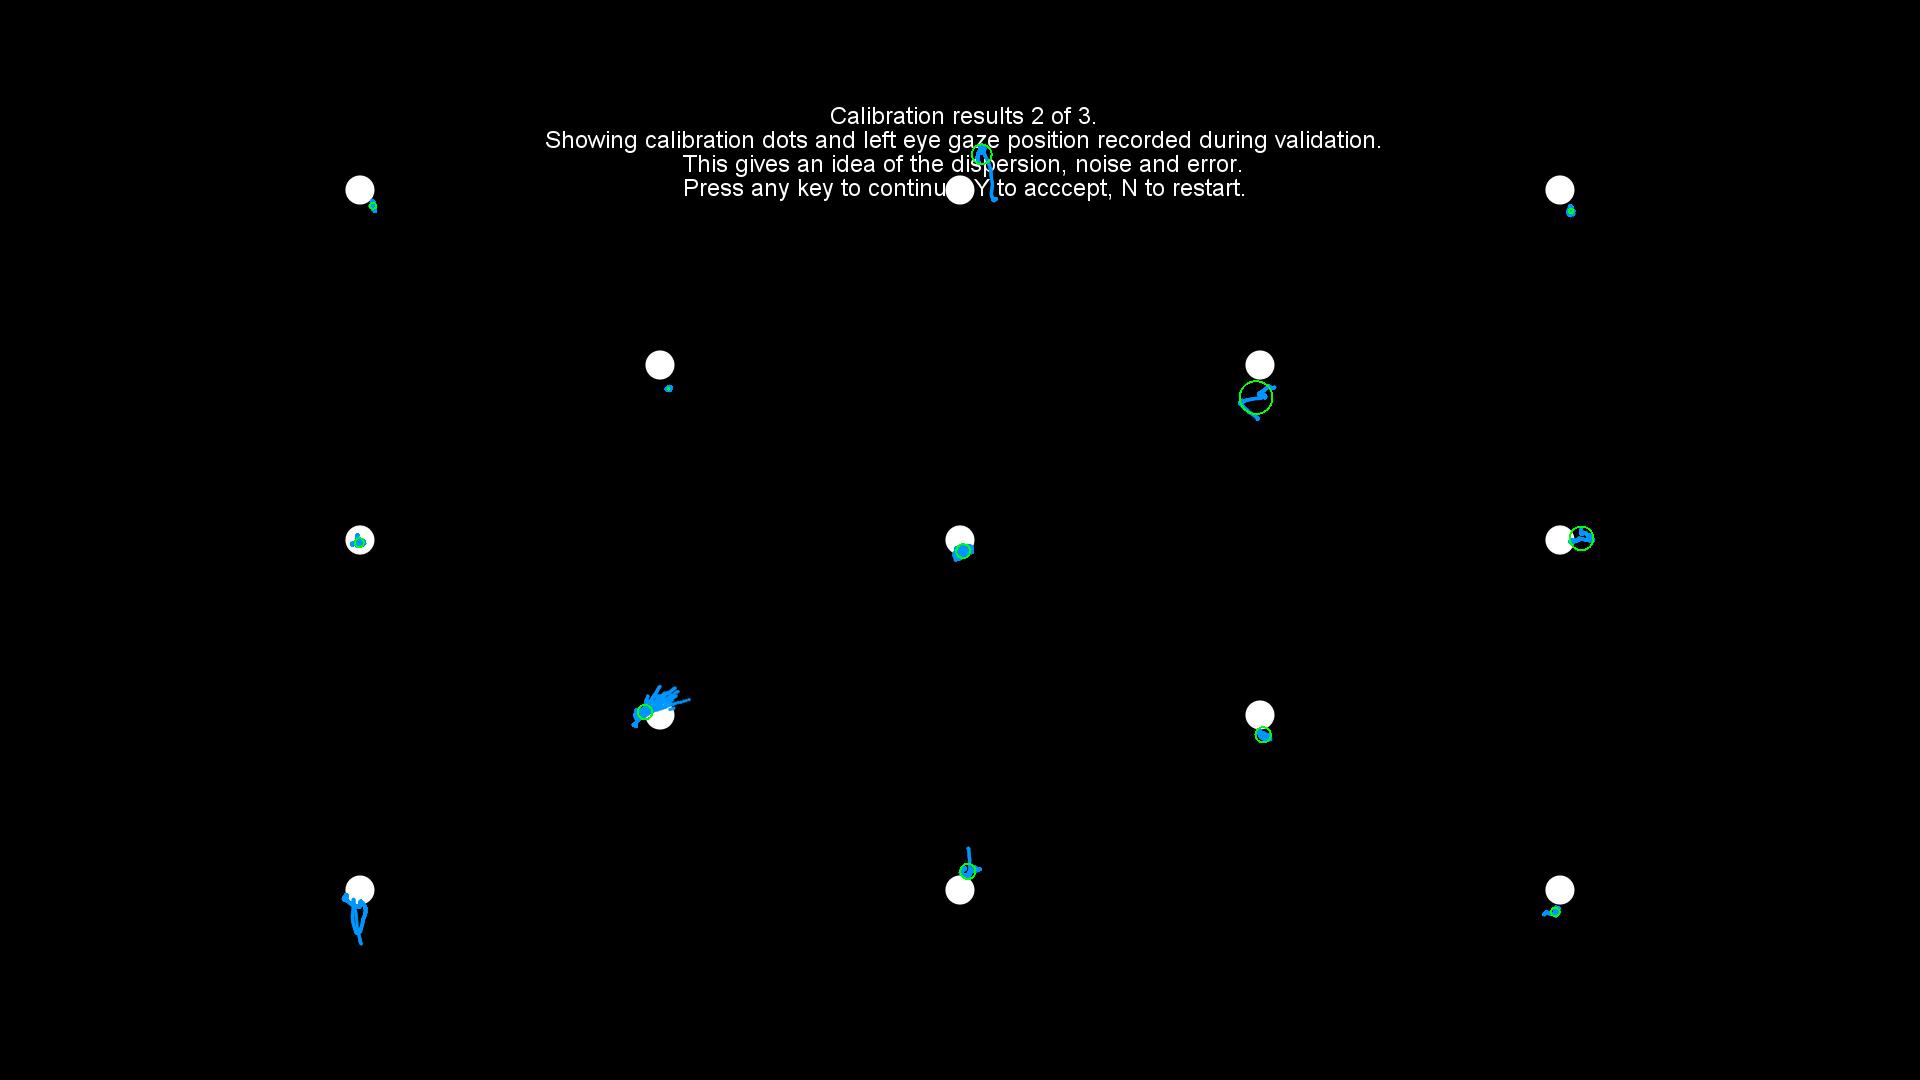 Calibration results 2 of 3.
Showing calibration dots and left eye gaze position recorded during validation.
This gives an idea of the dispersion, noise and error.
Press any key to continu Y to acccept, N to restart.